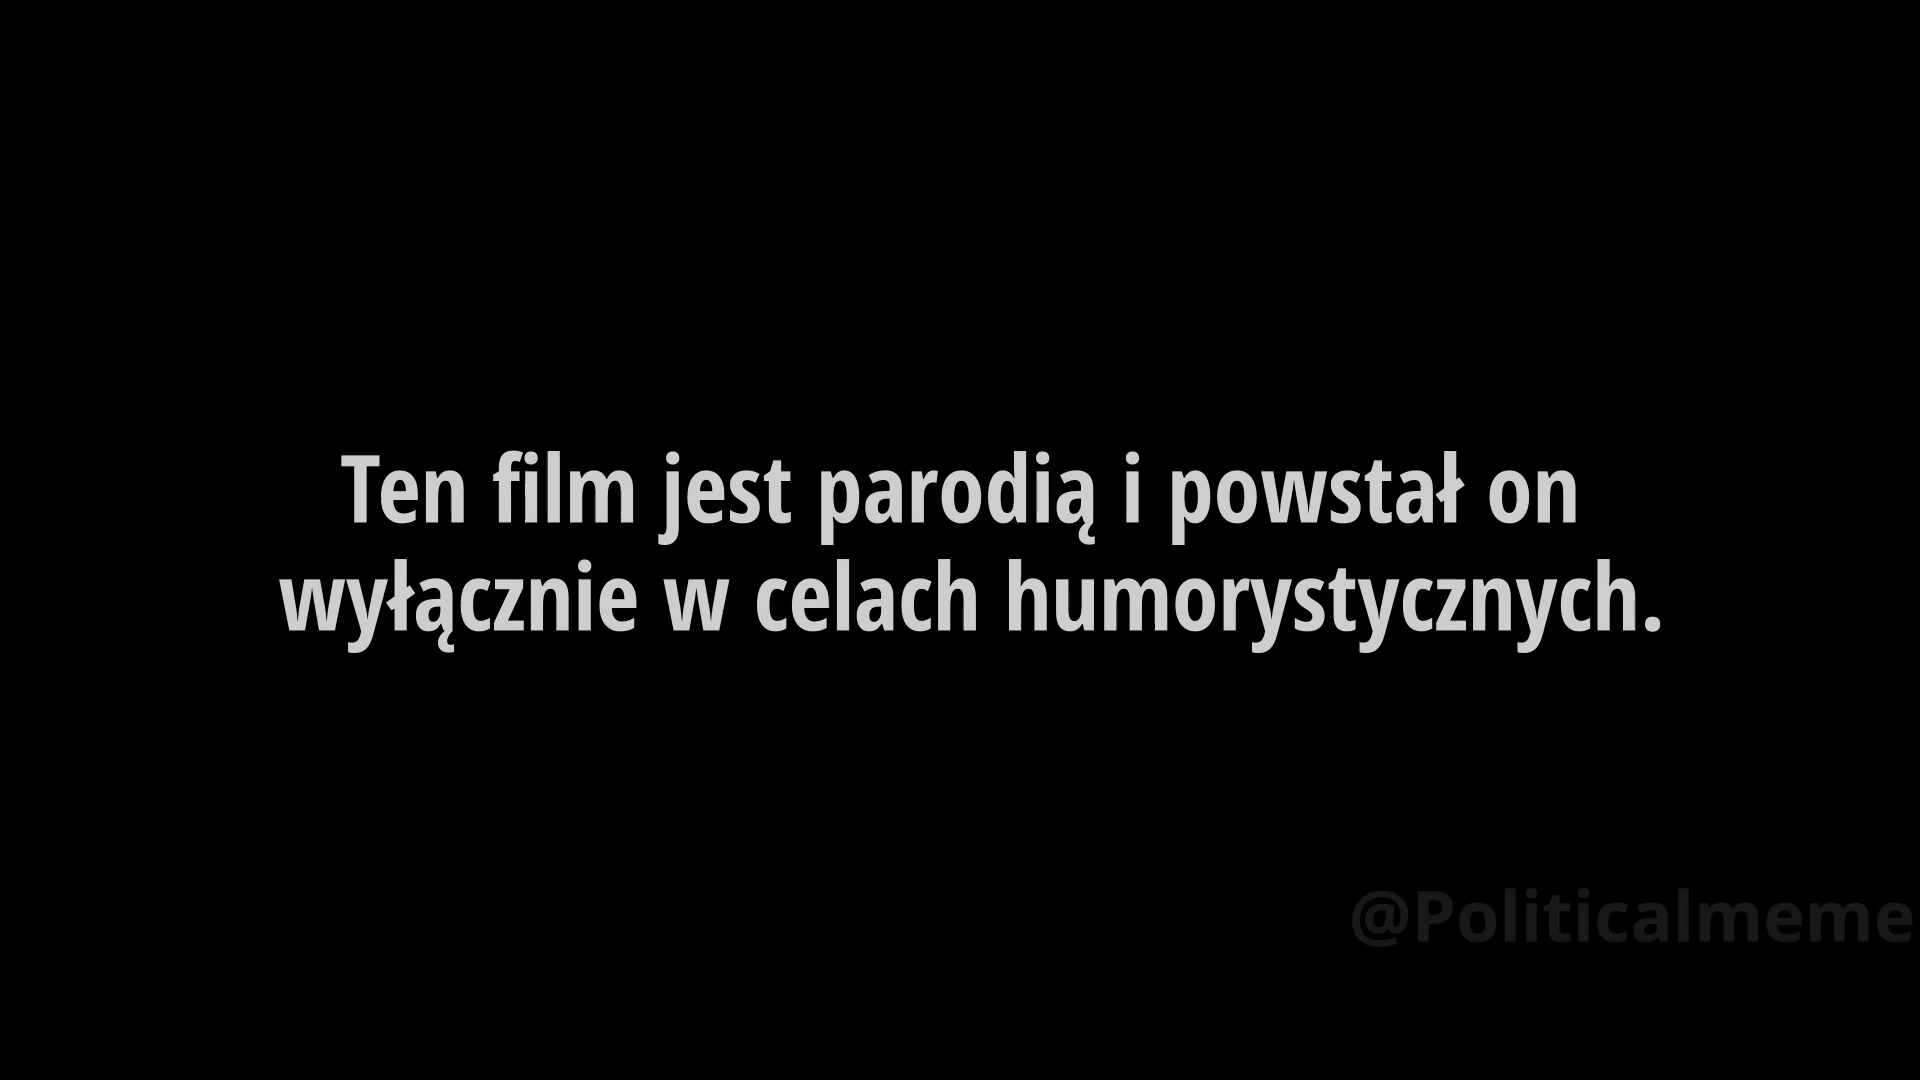 Ten film jest parodią i powstał on
wyłącznie w celach humorystycznych.
@Politicalmeme